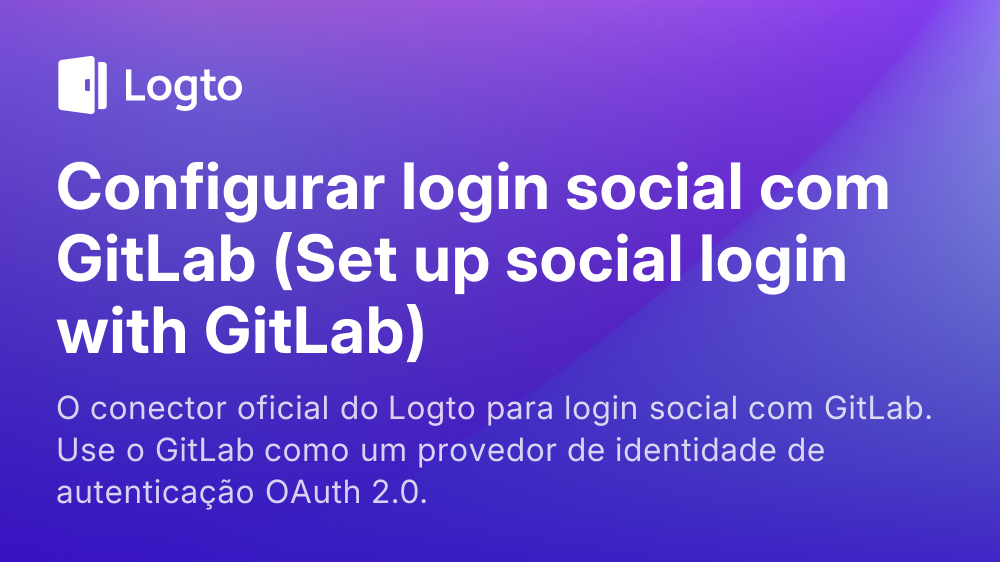 Logto
Configurar login social com
GitLab (Set up social login
with GitLab)
O conector oficial do Logto para login social com GitLab.
Use o GitLab como um provedor de identidade de
autenticação OAuth 2.0.